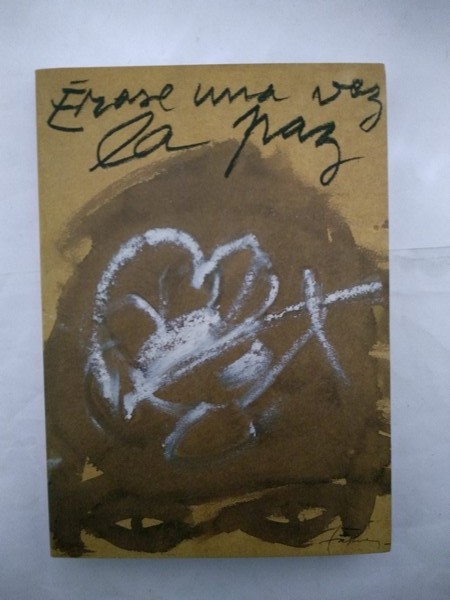 Érase una vez
la paz